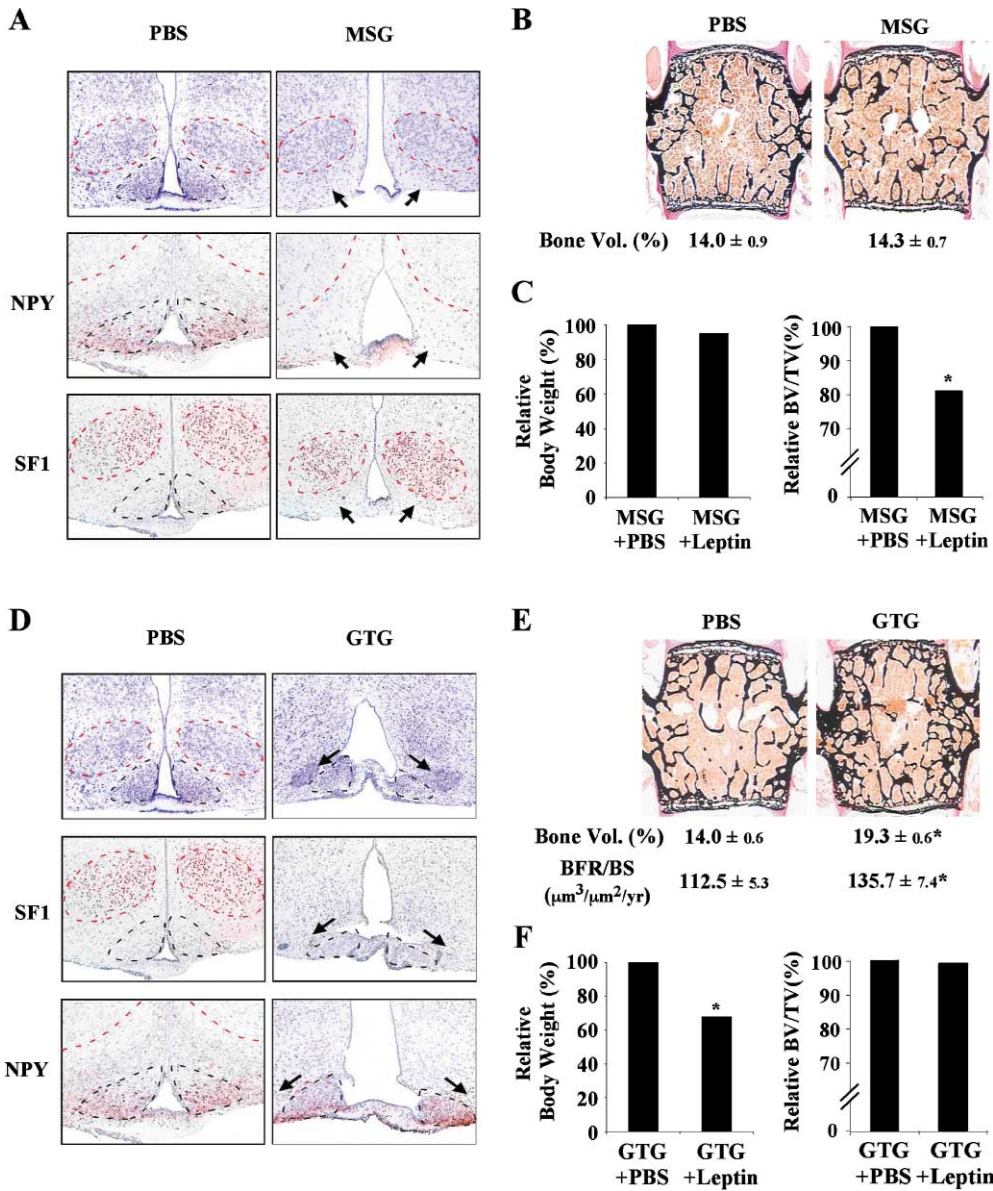 A
PBS MSG
NPY
SF1
B
PBS MSG
Bone Vol. (%) 14.0 ± 0.9 14.3 ± 0.7
C
Relative
Body Weight (%)
100
80
60
40
20
0
MSG MSG
+PBS +Leptin
Relative BV/TV(%)
100
90
80
70
0
*
MSG MSG
+PBS +Leptin
D
PBS GTG
SF1
NPY
E
PBS GTG
Bone Vol. (%) 14.0 ± 0.6 19.3 ± 0.6*
BFR/BS
(µm³/µm²/yr) 112.5 ± 5.3 135.7 ± 7.4*
F
Relative
Body Weight (%)
100
80
60
40
20
0
*
GTG GTG
+PBS +Leptin
Relative BV/TV(%)
100
90
80
70
0
GTG GTG
+PBS +Leptin